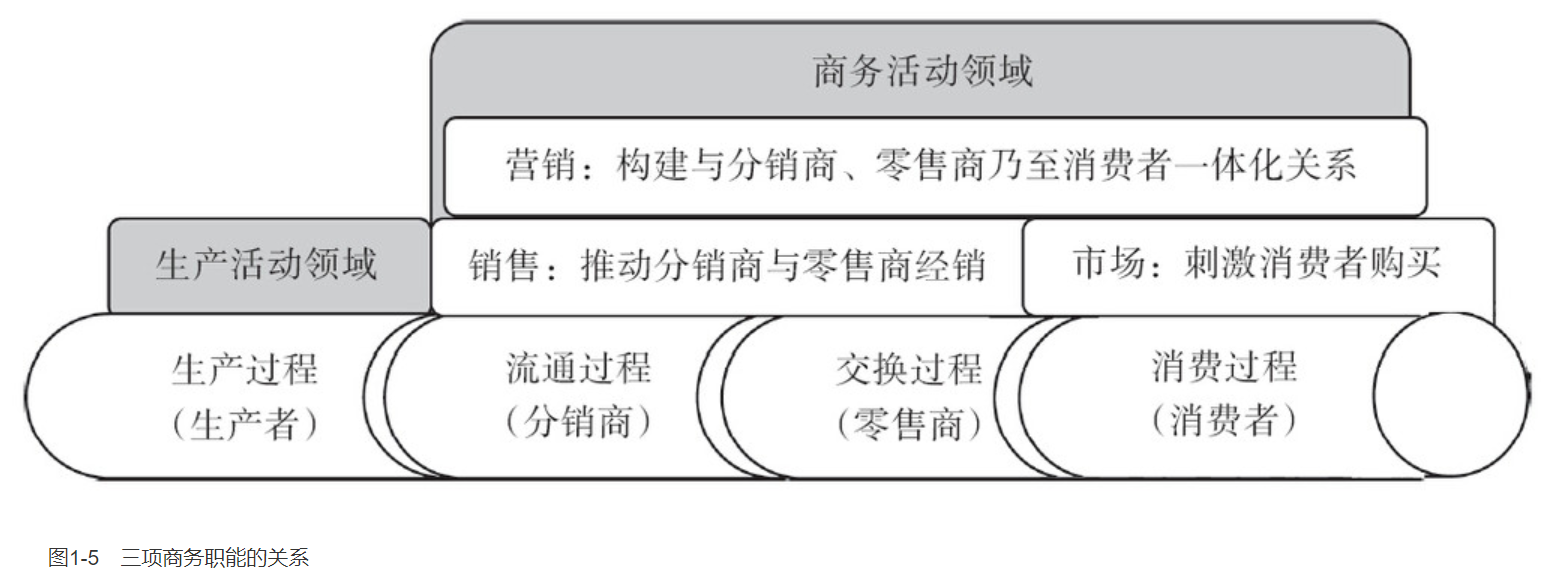 商务活动领域
营销：构建与分销商、零售商乃至消费者一体化关系
生产活动领域
销售：推动分销商与零售商经销
市场：刺激消费者购买
生产过程
（生产者）
流通过程
（分销商）
交换过程
（零售商）
消费过程
（消费者）
图1-5　三项商务职能的关系